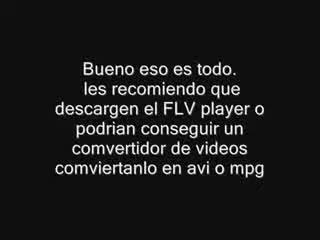 Bueno eso es todo.
les recomiendo que
descargen el FLV player o
podrian conseguir un
comvertidor de videos
comviertanlo en avi o mpg